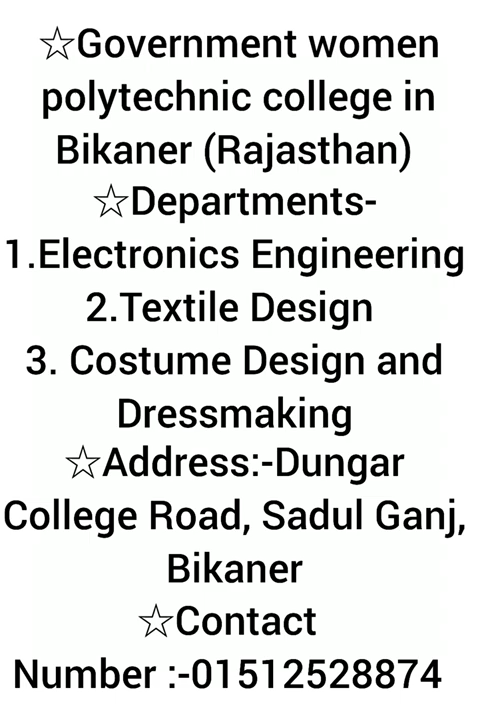 ☆Government women
polytechnic college in
Bikaner (Rajasthan)
☆Departments-
1.Electronics Engineering
2.Textile Design
3. Costume Design and
Dressmaking
☆Address:-Dungar
College Road, Sadul Ganj,
Bikaner
☆Contact
Number :-01512528874